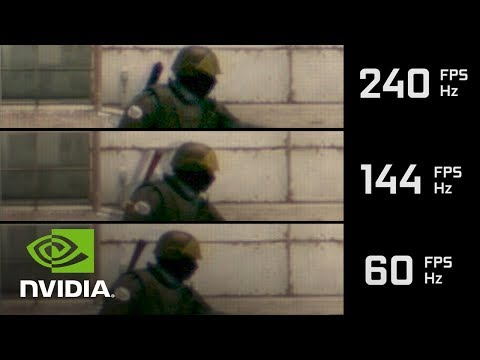 240 FPS
Hz
144 FPS
Hz
60 FPS
Hz
NVIDIA.